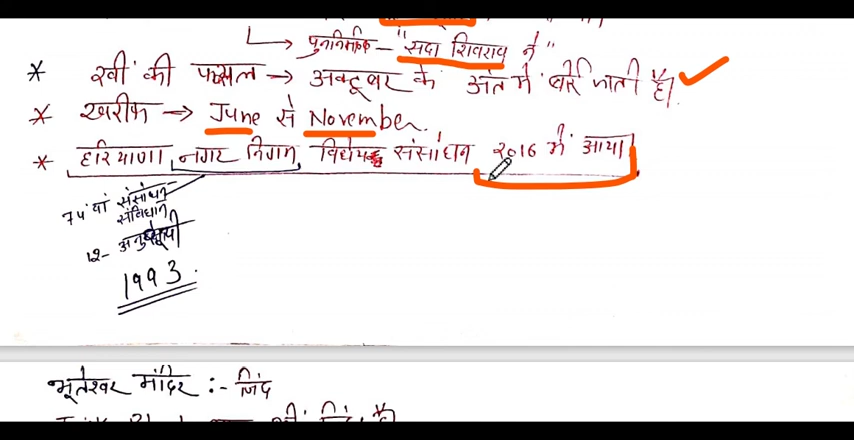 पुनर्निर्माण – "सदा शिवराव ने"
* रबी की फसल → अक्टूबर के अंत में बोई जाती है।
* खरीफ → June से November.
* हरियाणा नगर निगम विधेयक संसोधन 2016 में आया
74 वां संसोधन
संविधान
12-
1993.
भूतेश्वर मंदिर :- जिंद